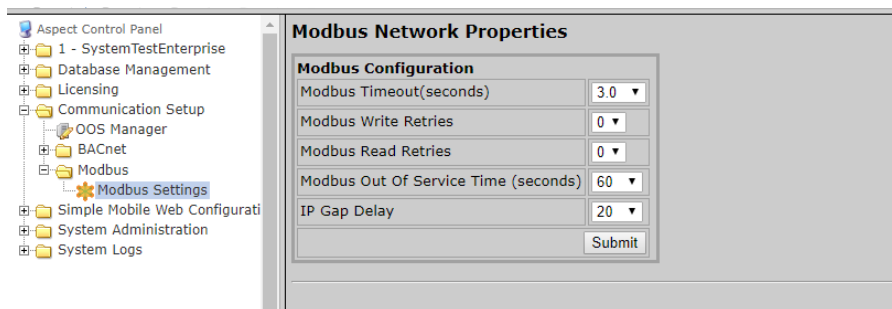 Aspect Control Panel
1 - SystemTestEnterprise
Database Management
Licensing
Communication Setup
OOS Manager
BACnet
Modbus
Modbus Settings
Simple Mobile Web Configurati
System Administration
System Logs
Modbus Network Properties
Modbus Configuration
Modbus Timeout(seconds) 3.0
Modbus Write Retries 0
Modbus Read Retries 0
Modbus Out Of Service Time (seconds) 60
IP Gap Delay 20
Submit